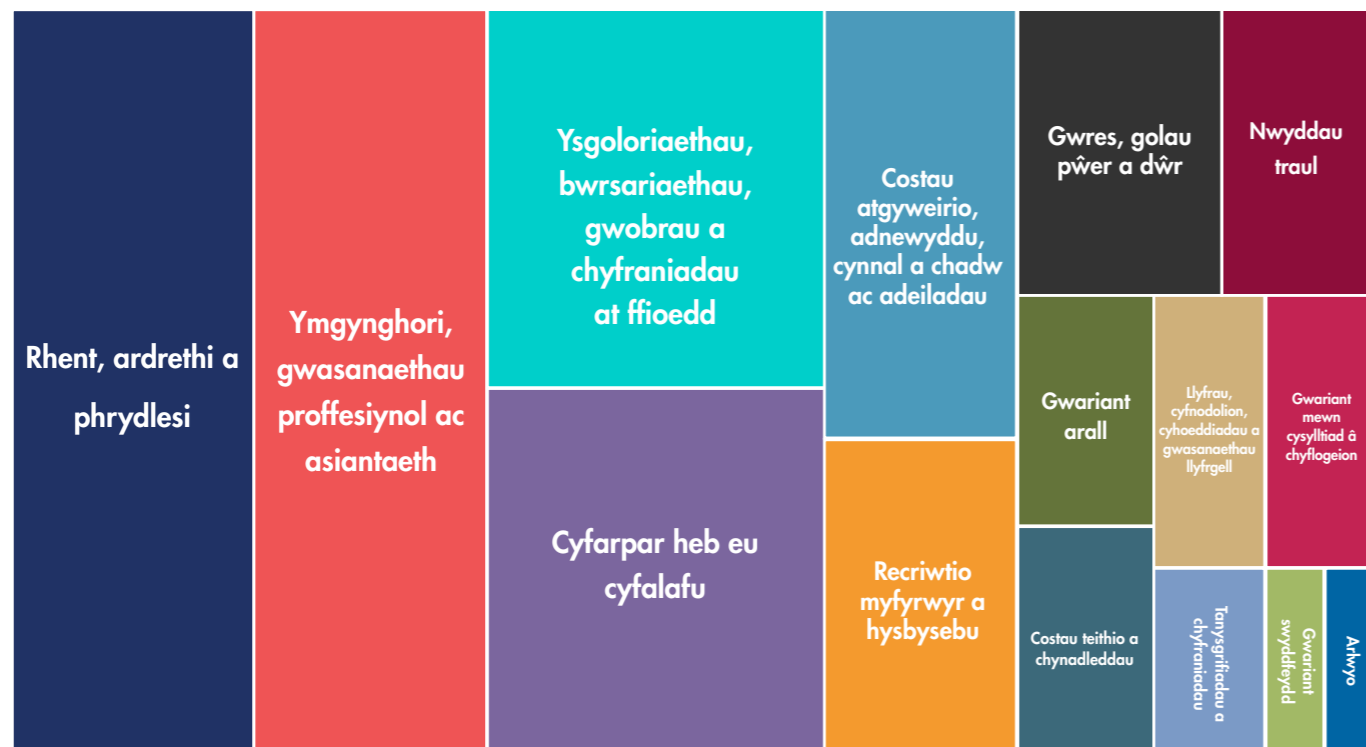 Rhent, ardrethi a
phrydlesi
Ymgynghori,
gwasanaethau
proffesiynol ac
asiantaeth
Ysgoloriaethau,
bwrsariaethau,
gwobrau a
chyfraniadau
at ffioedd
Cyfarpar heb eu
cyfalafu
Costau
atgyweirio,
adnewyddu,
cynnal a chadw
ac adeiladau
Recriwtio
myfyrwyr a
hysbysebu
Gwres, golau
pŵer a dŵr
Nwyddau
traul
Gwariant
arall
Llyfrau,
cyfnodolion,
cyhoeddiadau a
gwasanaethau
llyfrgell
Gwariant
mewn
cysylltiad â
chyflogeion
Costau teithio a
chynadleddau
Tanysgrifiadau a
chyfraniadau
Gwariant
swyddfeydd
Arlwyo